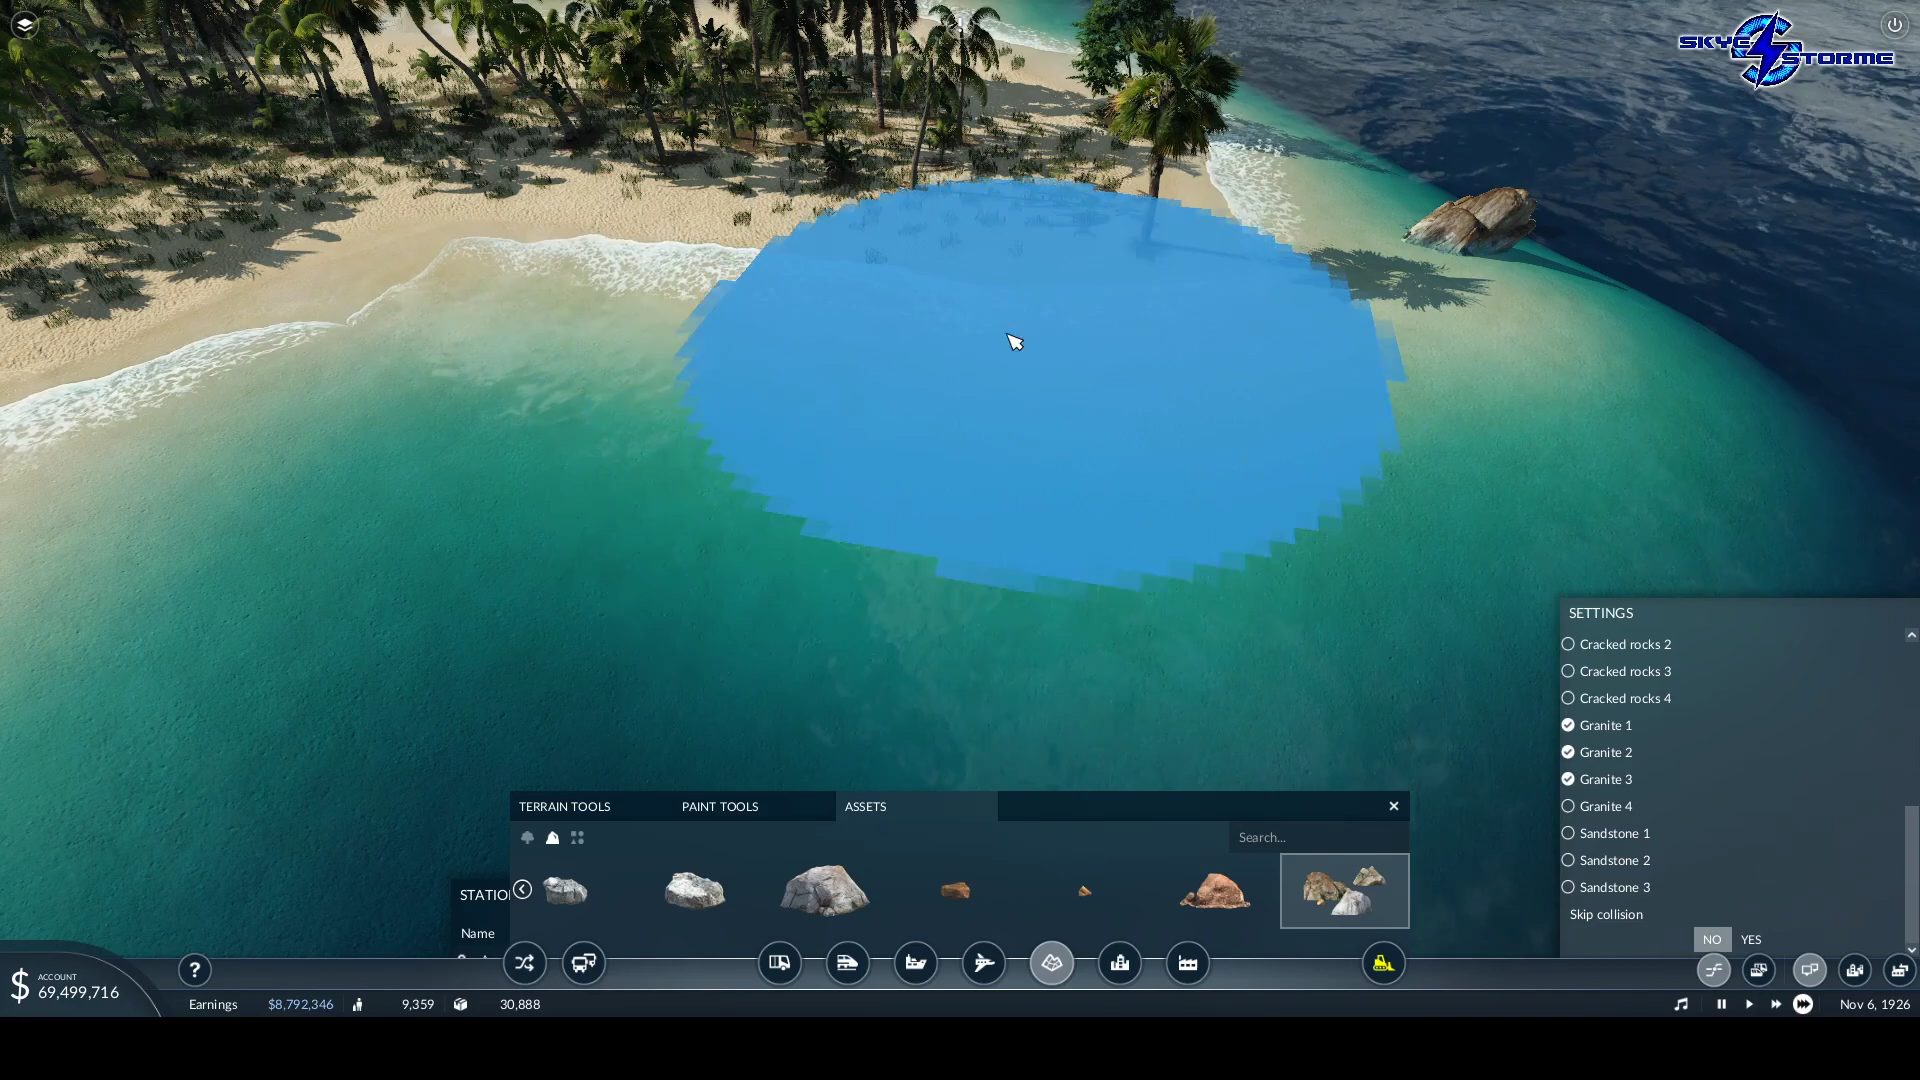 SKYE STORME
SETTINGS
Cracked rocks 2
Cracked rocks 3
Cracked rocks 4
Granite 1
Granite 2
Granite 3
Granite 4
Sandstone 1
Sandstone 2
Sandstone 3
Skip collision
NO YES
TERRAIN TOOLS PAINT TOOLS ASSETS
Search...
Name
?
$ ACCOUNT
69,499,716
Earnings $8,792,346 9,359 30,888
Nov 6, 1926